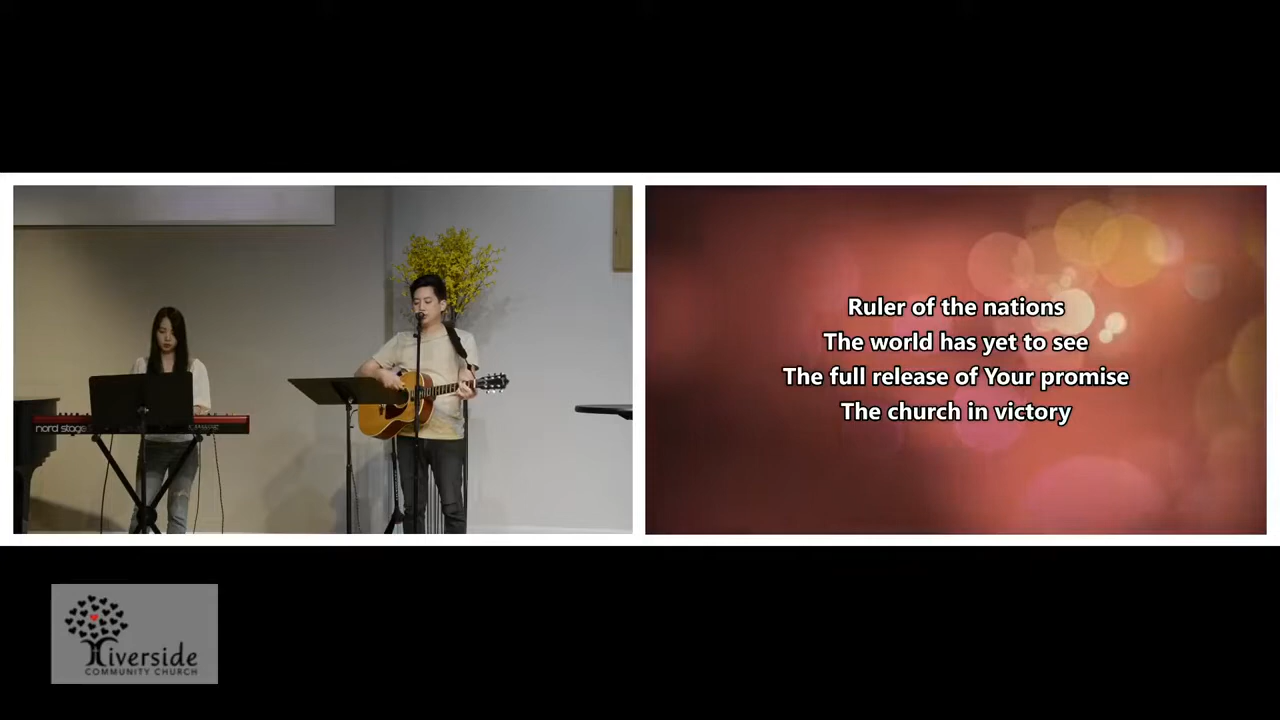 nord stage
Ruler of the nations
The world has yet to see
The full release of Your promise
The church in victory
Riverside
COMMUNITY CHURCH